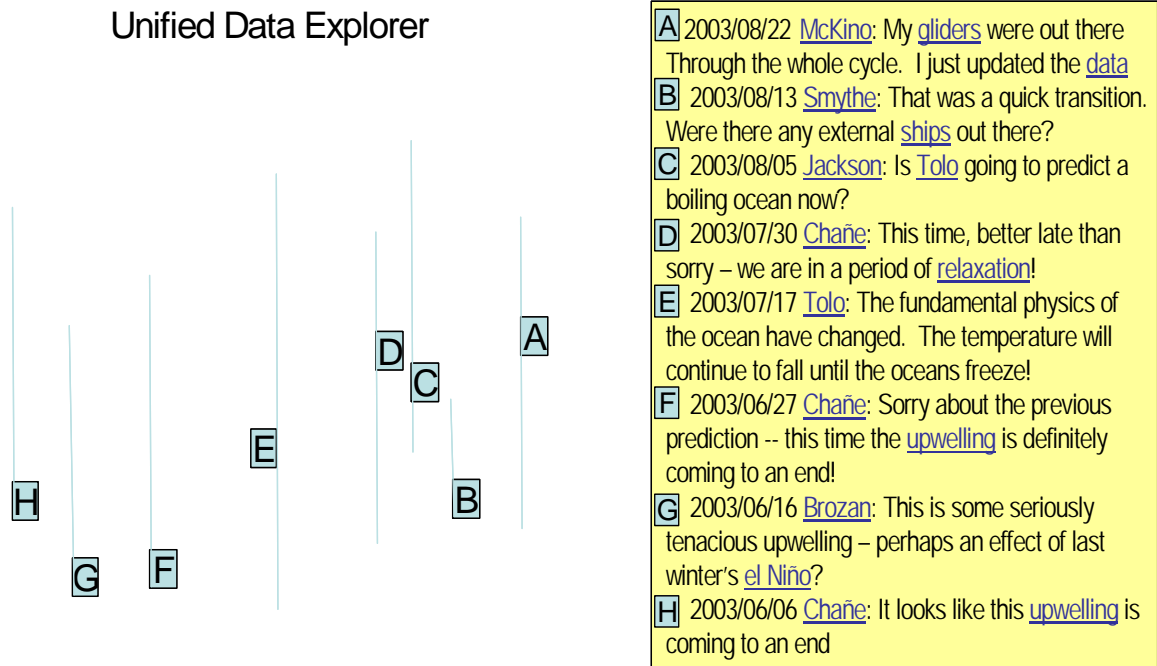 Unified Data Explorer
D
A
C
E
H
B
G
F
A 2003/08/22 McKino: My gliders were out there
Through the whole cycle. I just updated the data
B 2003/08/13 Smythe: That was a quick transition.
Were there any external ships out there?
C 2003/08/05 Jackson: Is Tolo going to predict a
boiling ocean now?
D 2003/07/30 Chañe: This time, better late than
sorry – we are in a period of relaxation!
E 2003/07/17 Tolo: The fundamental physics of
the ocean have changed. The temperature will
continue to fall until the oceans freeze!
F 2003/06/27 Chañe: Sorry about the previous
prediction -- this time the upwelling is definitely
coming to an end!
G 2003/06/16 Brozan: This is some seriously
tenacious upwelling – perhaps an effect of last
winter's el Niño?
H 2003/06/06 Chañe: It looks like this upwelling is
coming to an end